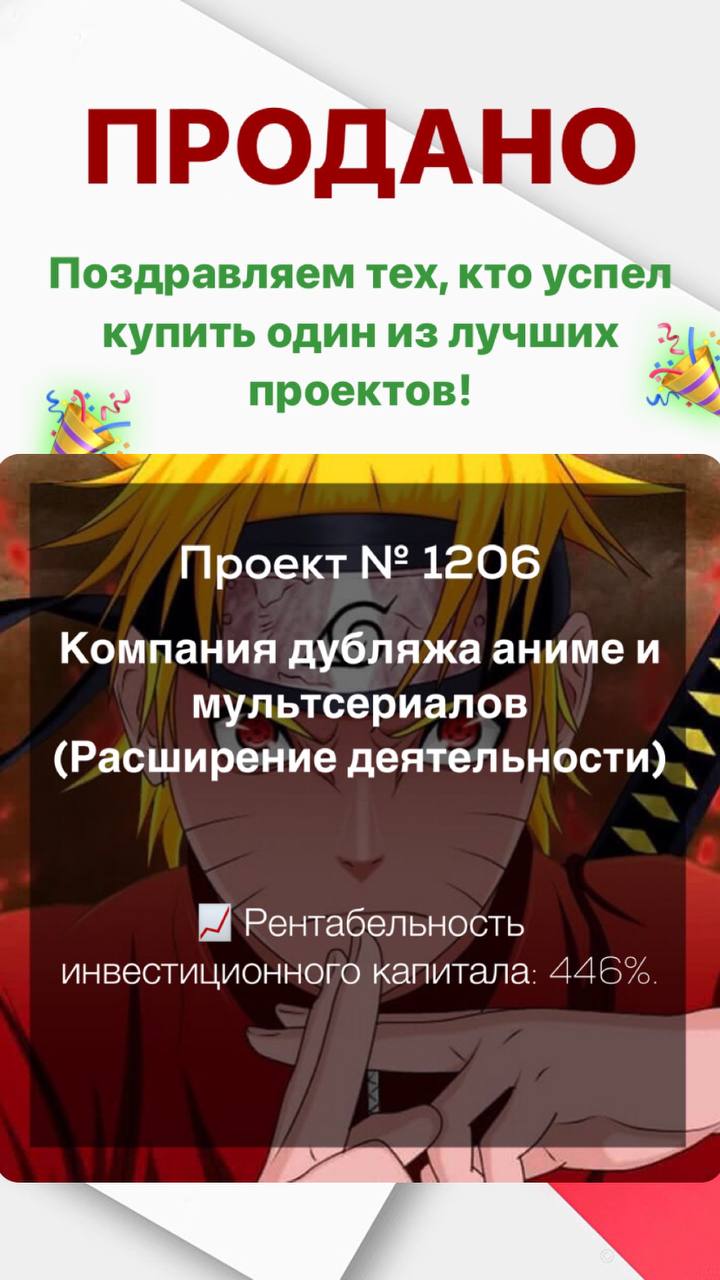 ПРОДАНО
Поздравляем тех, кто успел
купить один из лучших
проектов!
Проект № 1206
Компания дубляжа аниме и
мультсериалов
(Расширение деятельности)
Рентабельность
инвестиционного капитала: 446%.